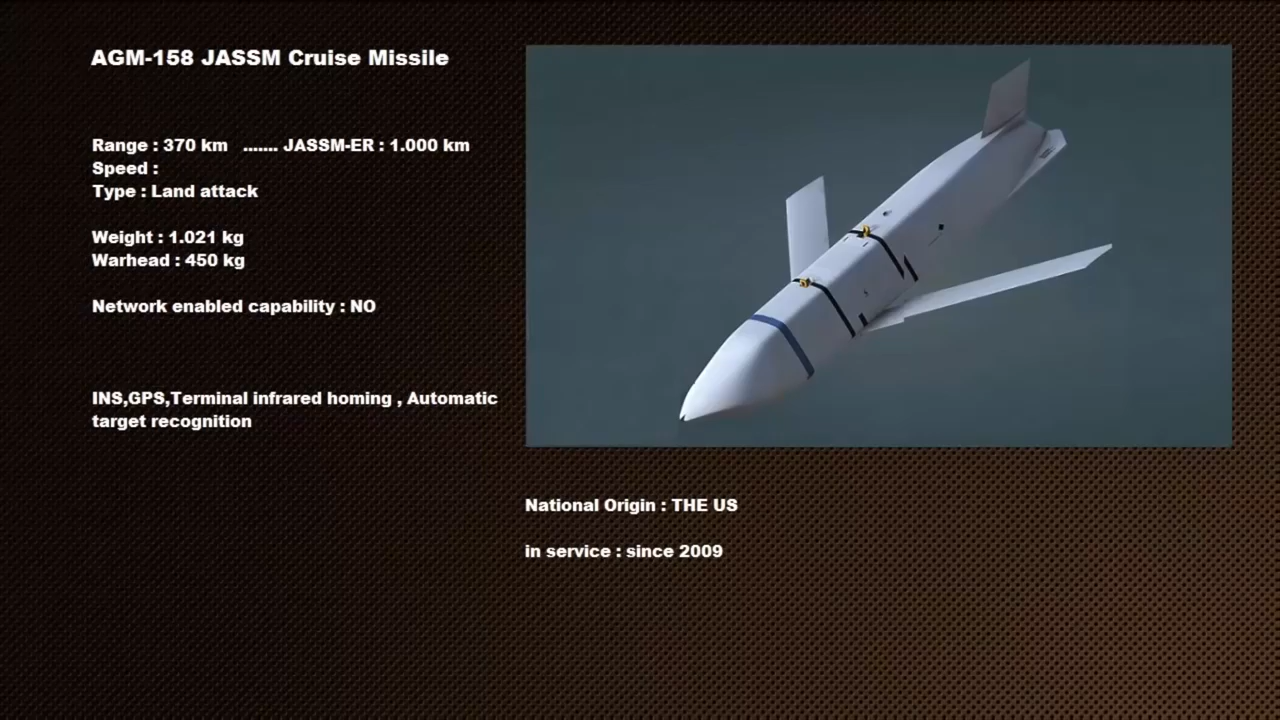 AGM-158 JASSM Cruise Missile
Range : 370 km ....... JASSM-ER : 1.000 km
Speed :
Type : Land attack
Weight : 1.021 kg
Warhead : 450 kg
Network enabled capability : NO
INS,GPS,Terminal infrared homing , Automatic
target recognition
National Origin : THE US
in service : since 2009